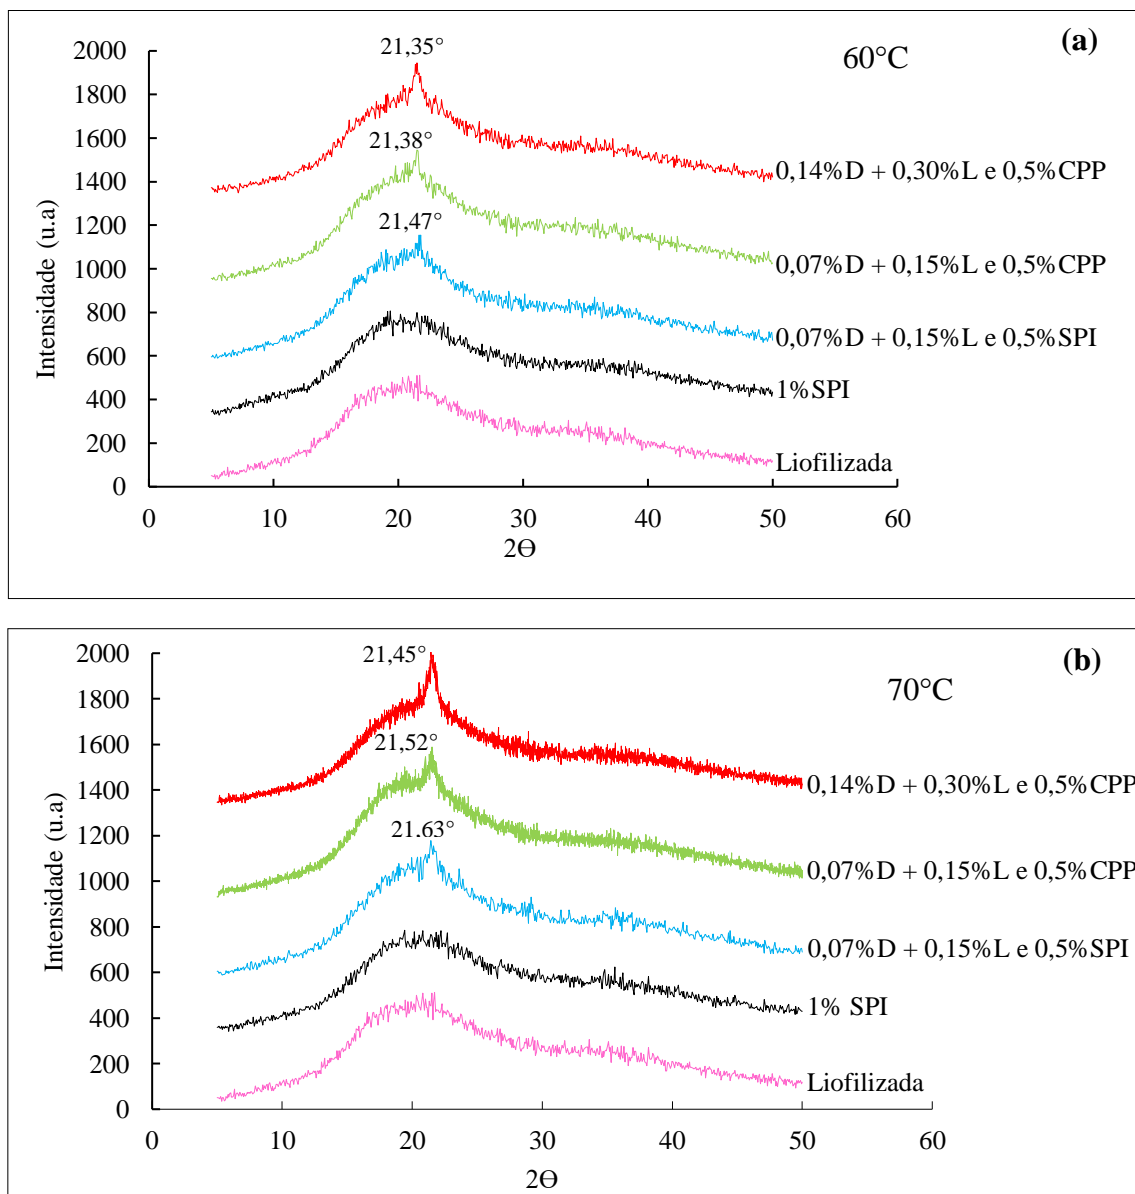 (a)
60°C
2000
1800
1600
1400
1200
1000
800
600
400
200
0
Intensidade (u.a)
21,35°
21,38°
21,47°
0,14%D + 0,30%L e 0,5%CPP
0,07%D + 0,15%L e 0,5%CPP
0,07%D + 0,15%L e 0,5%SPI
1%SPI
Liofilizada
0 10 20 30 40 50 60
2Ɵ
(b)
70°C
2000
1800
1600
1400
1200
1000
800
600
400
200
0
Intensidade (u.a)
21,45°
21,52°
21.63°
0,14%D + 0,30%L e 0,5%CPP
0,07%D + 0,15%L e 0,5%CPP
0,07%D + 0,15%L e 0,5%SPI
1% SPI
Liofilizada
0 10 20 30 40 50 60
2Ɵ